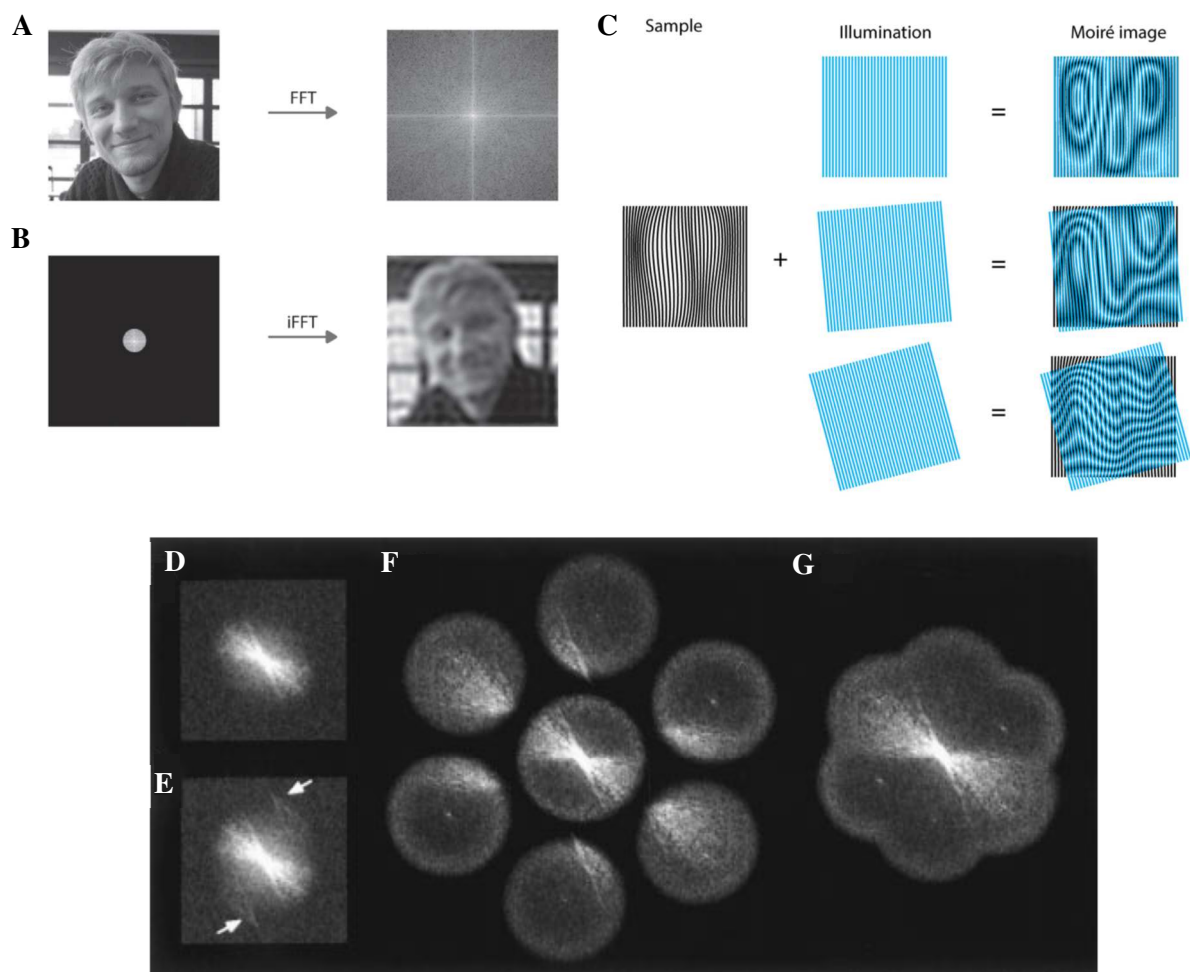 A
FFT
B
iFFT
C
Sample
Illumination
Moiré image
=
+
=
=
D
E
F
G